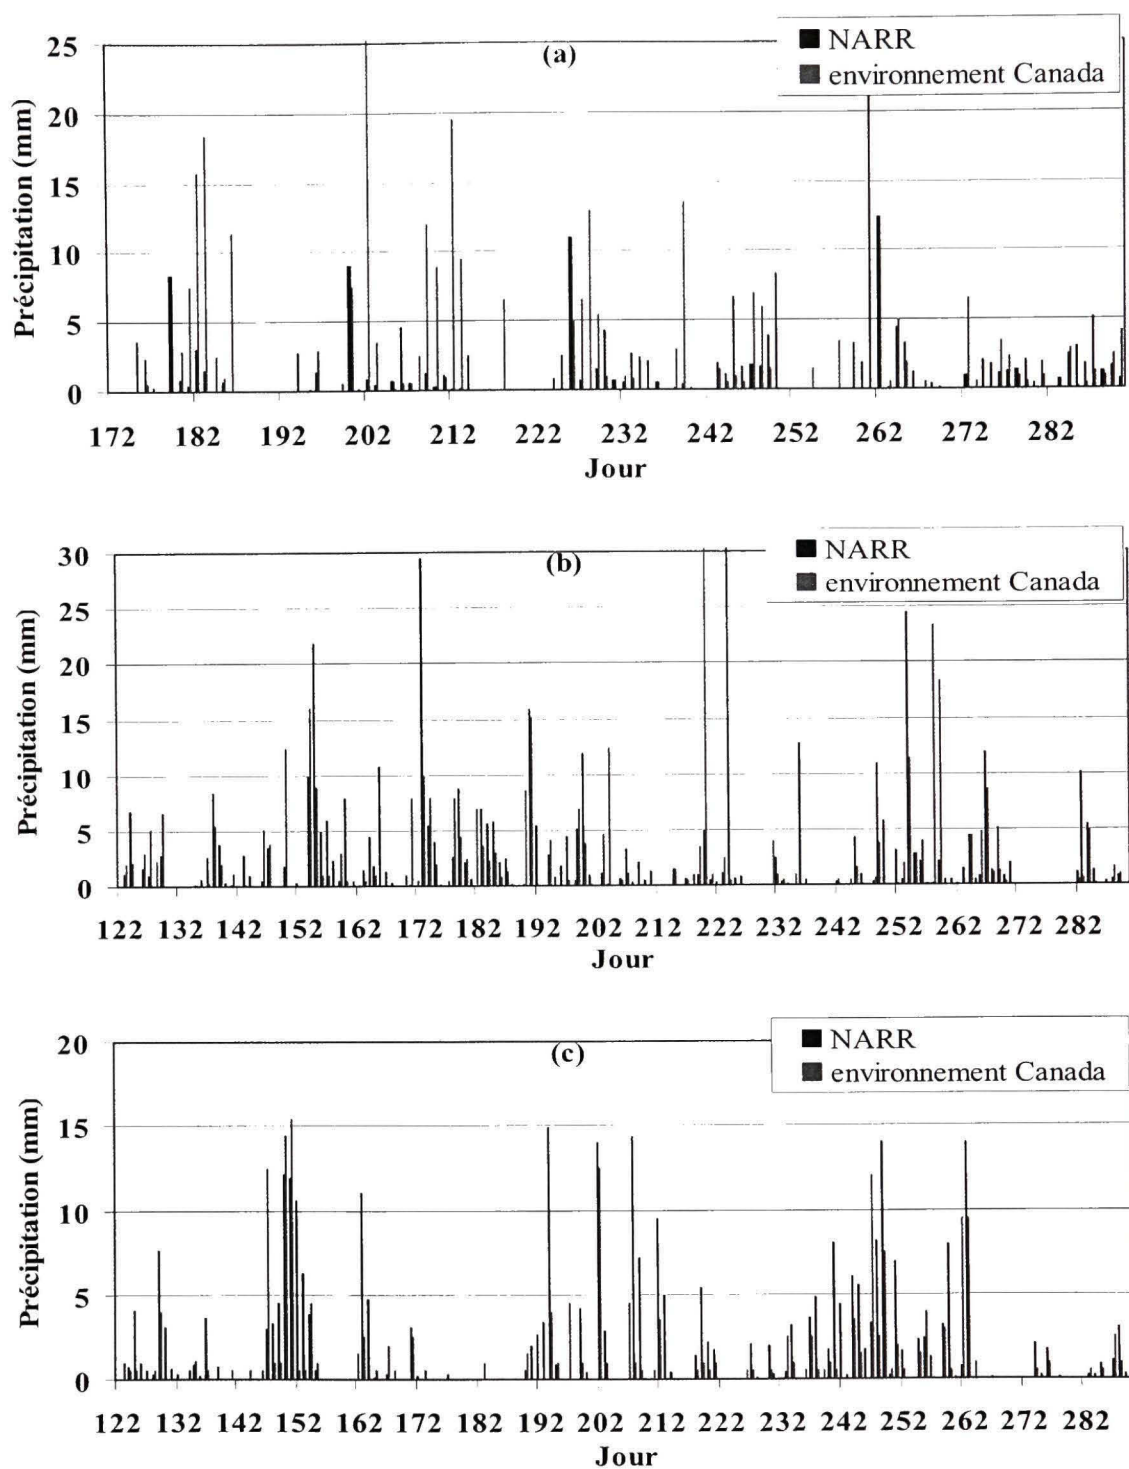 (a)
NARR
environnement Canada
Précipitation (mm)
25
20
15
10
5
0
172 182 192 202 212 222 232 242 252 262 272 282
Jour
(b)
NARR
environnement Canada
Précipitation (mm)
30
25
20
15
10
5
0
122 132 142 152 162 172 182 192 202 212 222 232 242 252 262 272 282
Jour
(c)
NARR
environnement Canada
Précipitation (mm)
20
15
10
5
0
122 132 142 152 162 172 182 192 202 212 222 232 242 252 262 272 282
Jour